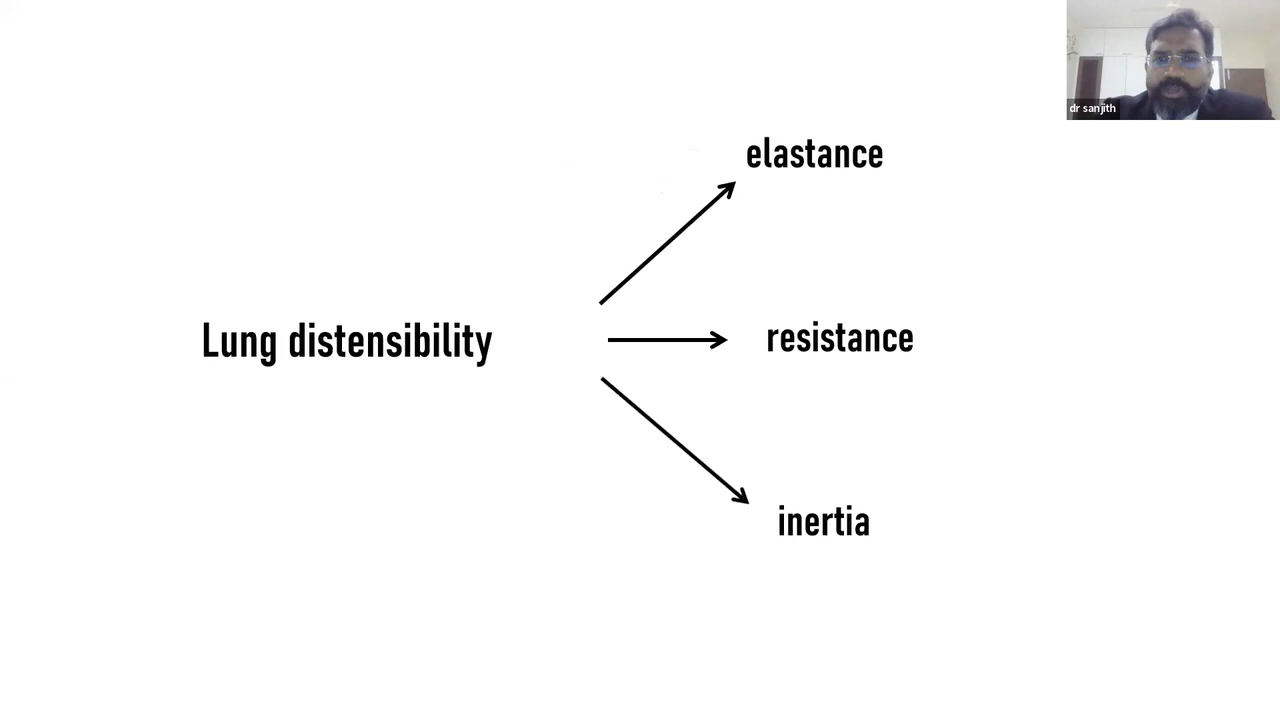 dr sanjith
elastance
Lung distensibility
resistance
inertia